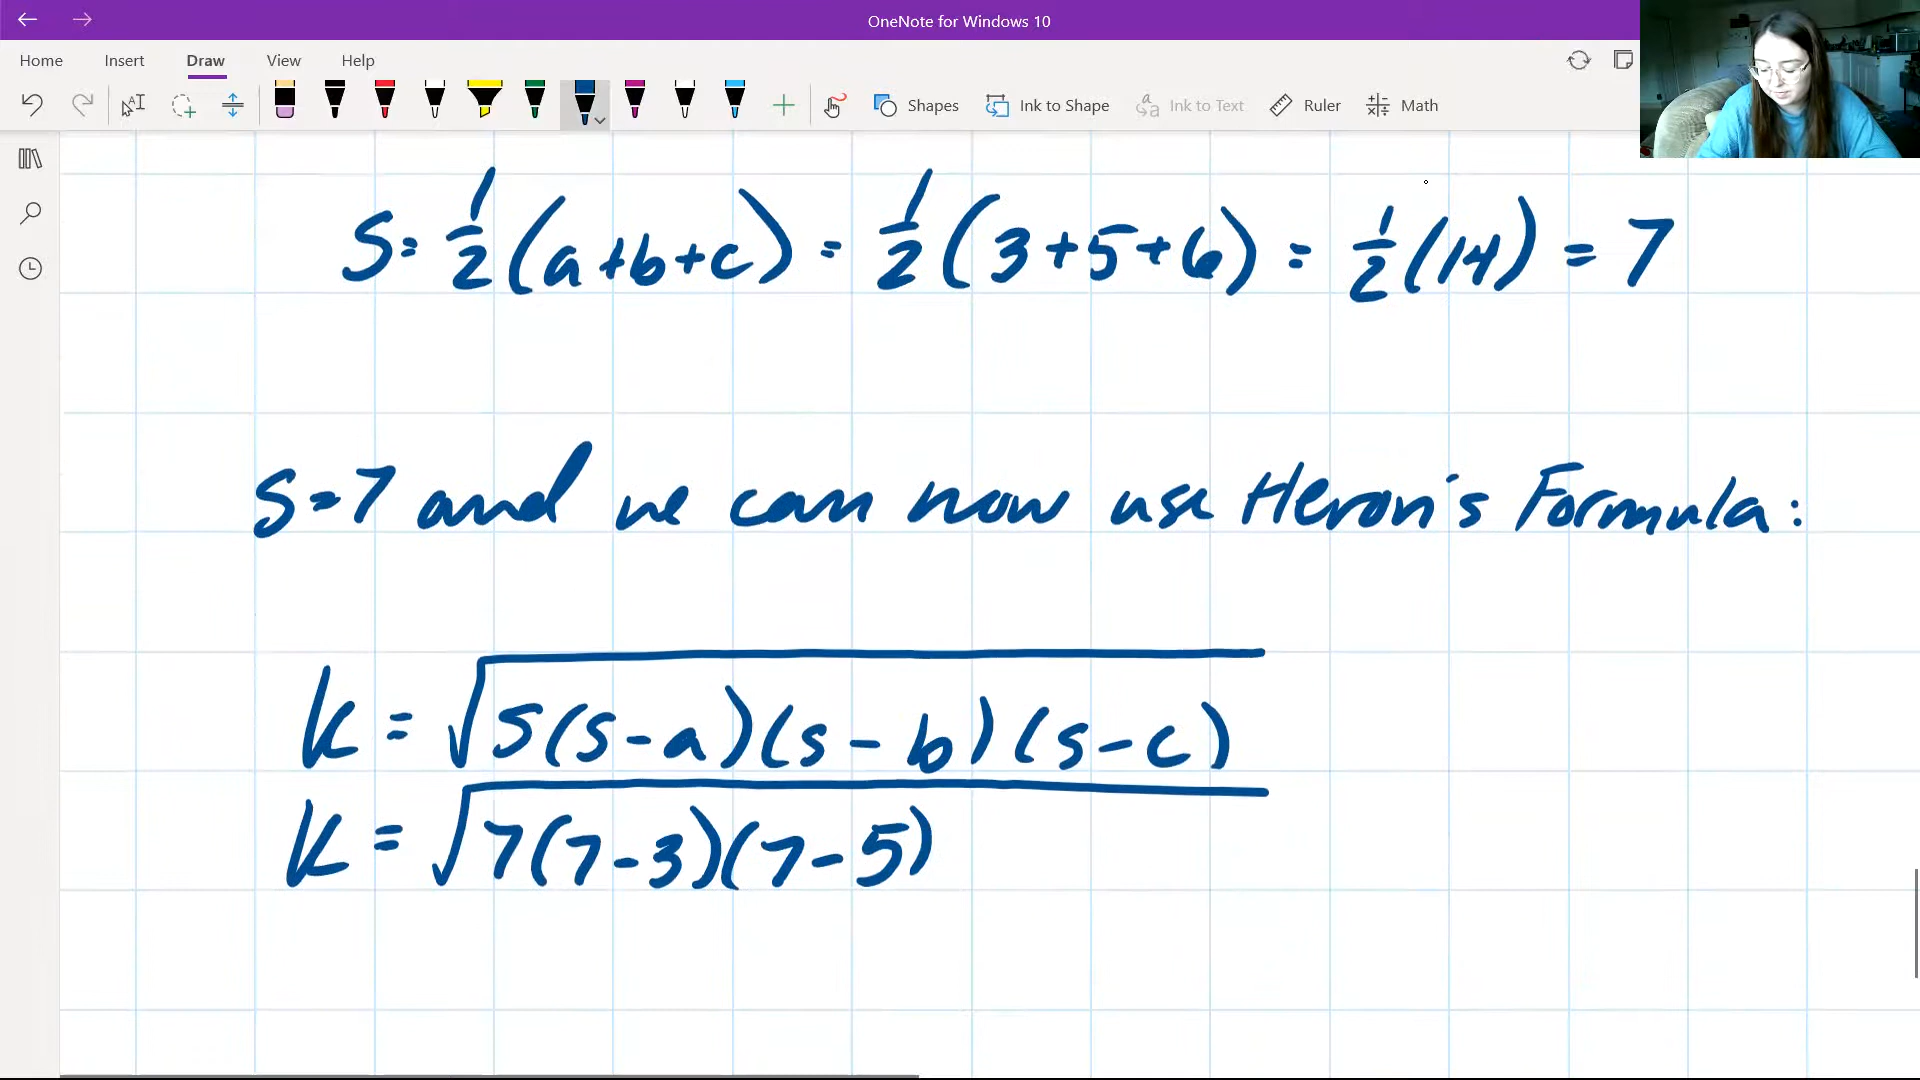 OneNote for Windows 10
Home Insert Draw View Help
Shapes Ink to Shape Ink to Text Ruler Math
S = 1/2 (a+b+c) = 1/2 (3+5+6) = 1/2 (14) = 7
S=7 and we can now use Heron's Formula:
K = √S(S-a)(s-b)(s-c)
K = √7(7-3)(7-5)